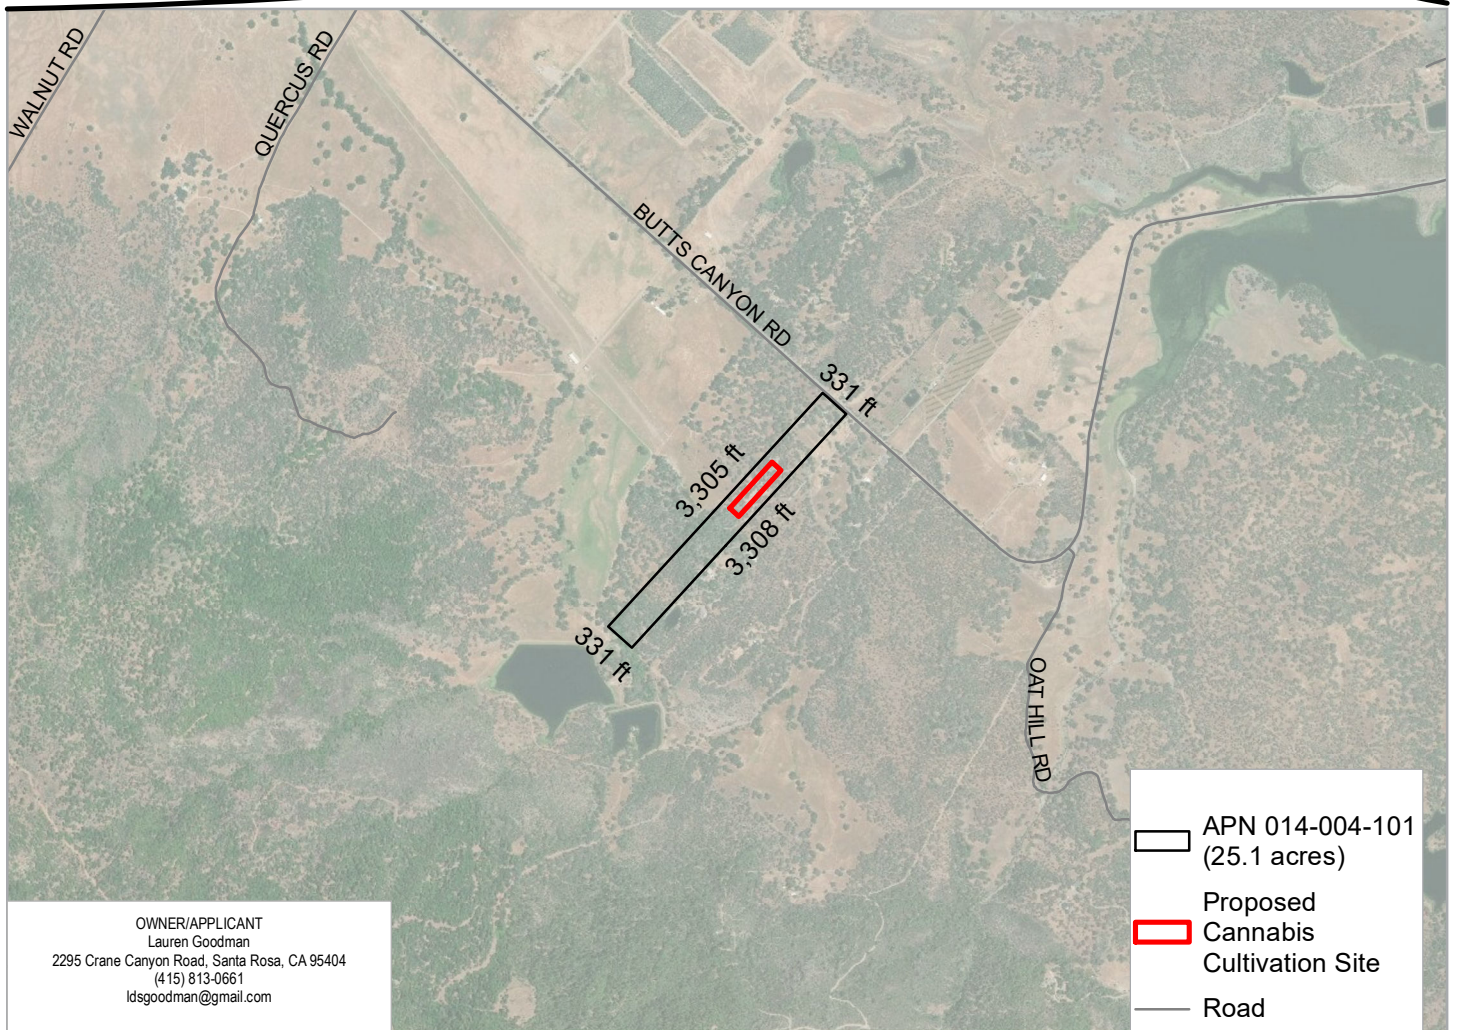 WALNUT RD
QUERCUS RD
BUTTS CANYON RD
331 ft
3,305 ft
3,308 ft
331 ft
OAT HILL RD
APN 014-004-101
(25.1 acres)
Proposed
Cannabis
Cultivation Site
Road
OWNER/APPLICANT
Lauren Goodman
2295 Crane Canyon Road, Santa Rosa, CA 95404
(415) 813-0661
ldsgoodman@gmail.com